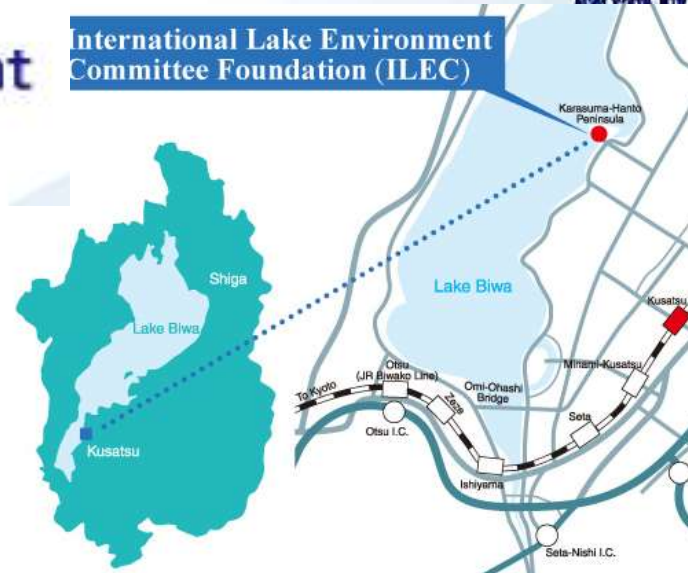 International Lake Environment
Committee Foundation (ILEC)
Karasuma-Hanto
Peninsula
Shiga
Lake Biwa
Kusatsu
Lake Biwa
Kusatsu
Minami-Kusatsu
Otsu
(JR Biwako Line)
To Kyoto
Zeze
Omi-Ohashi
Bridge
Seta
Otsu I.C.
Ishiyama
Seta-Nishi I.C.